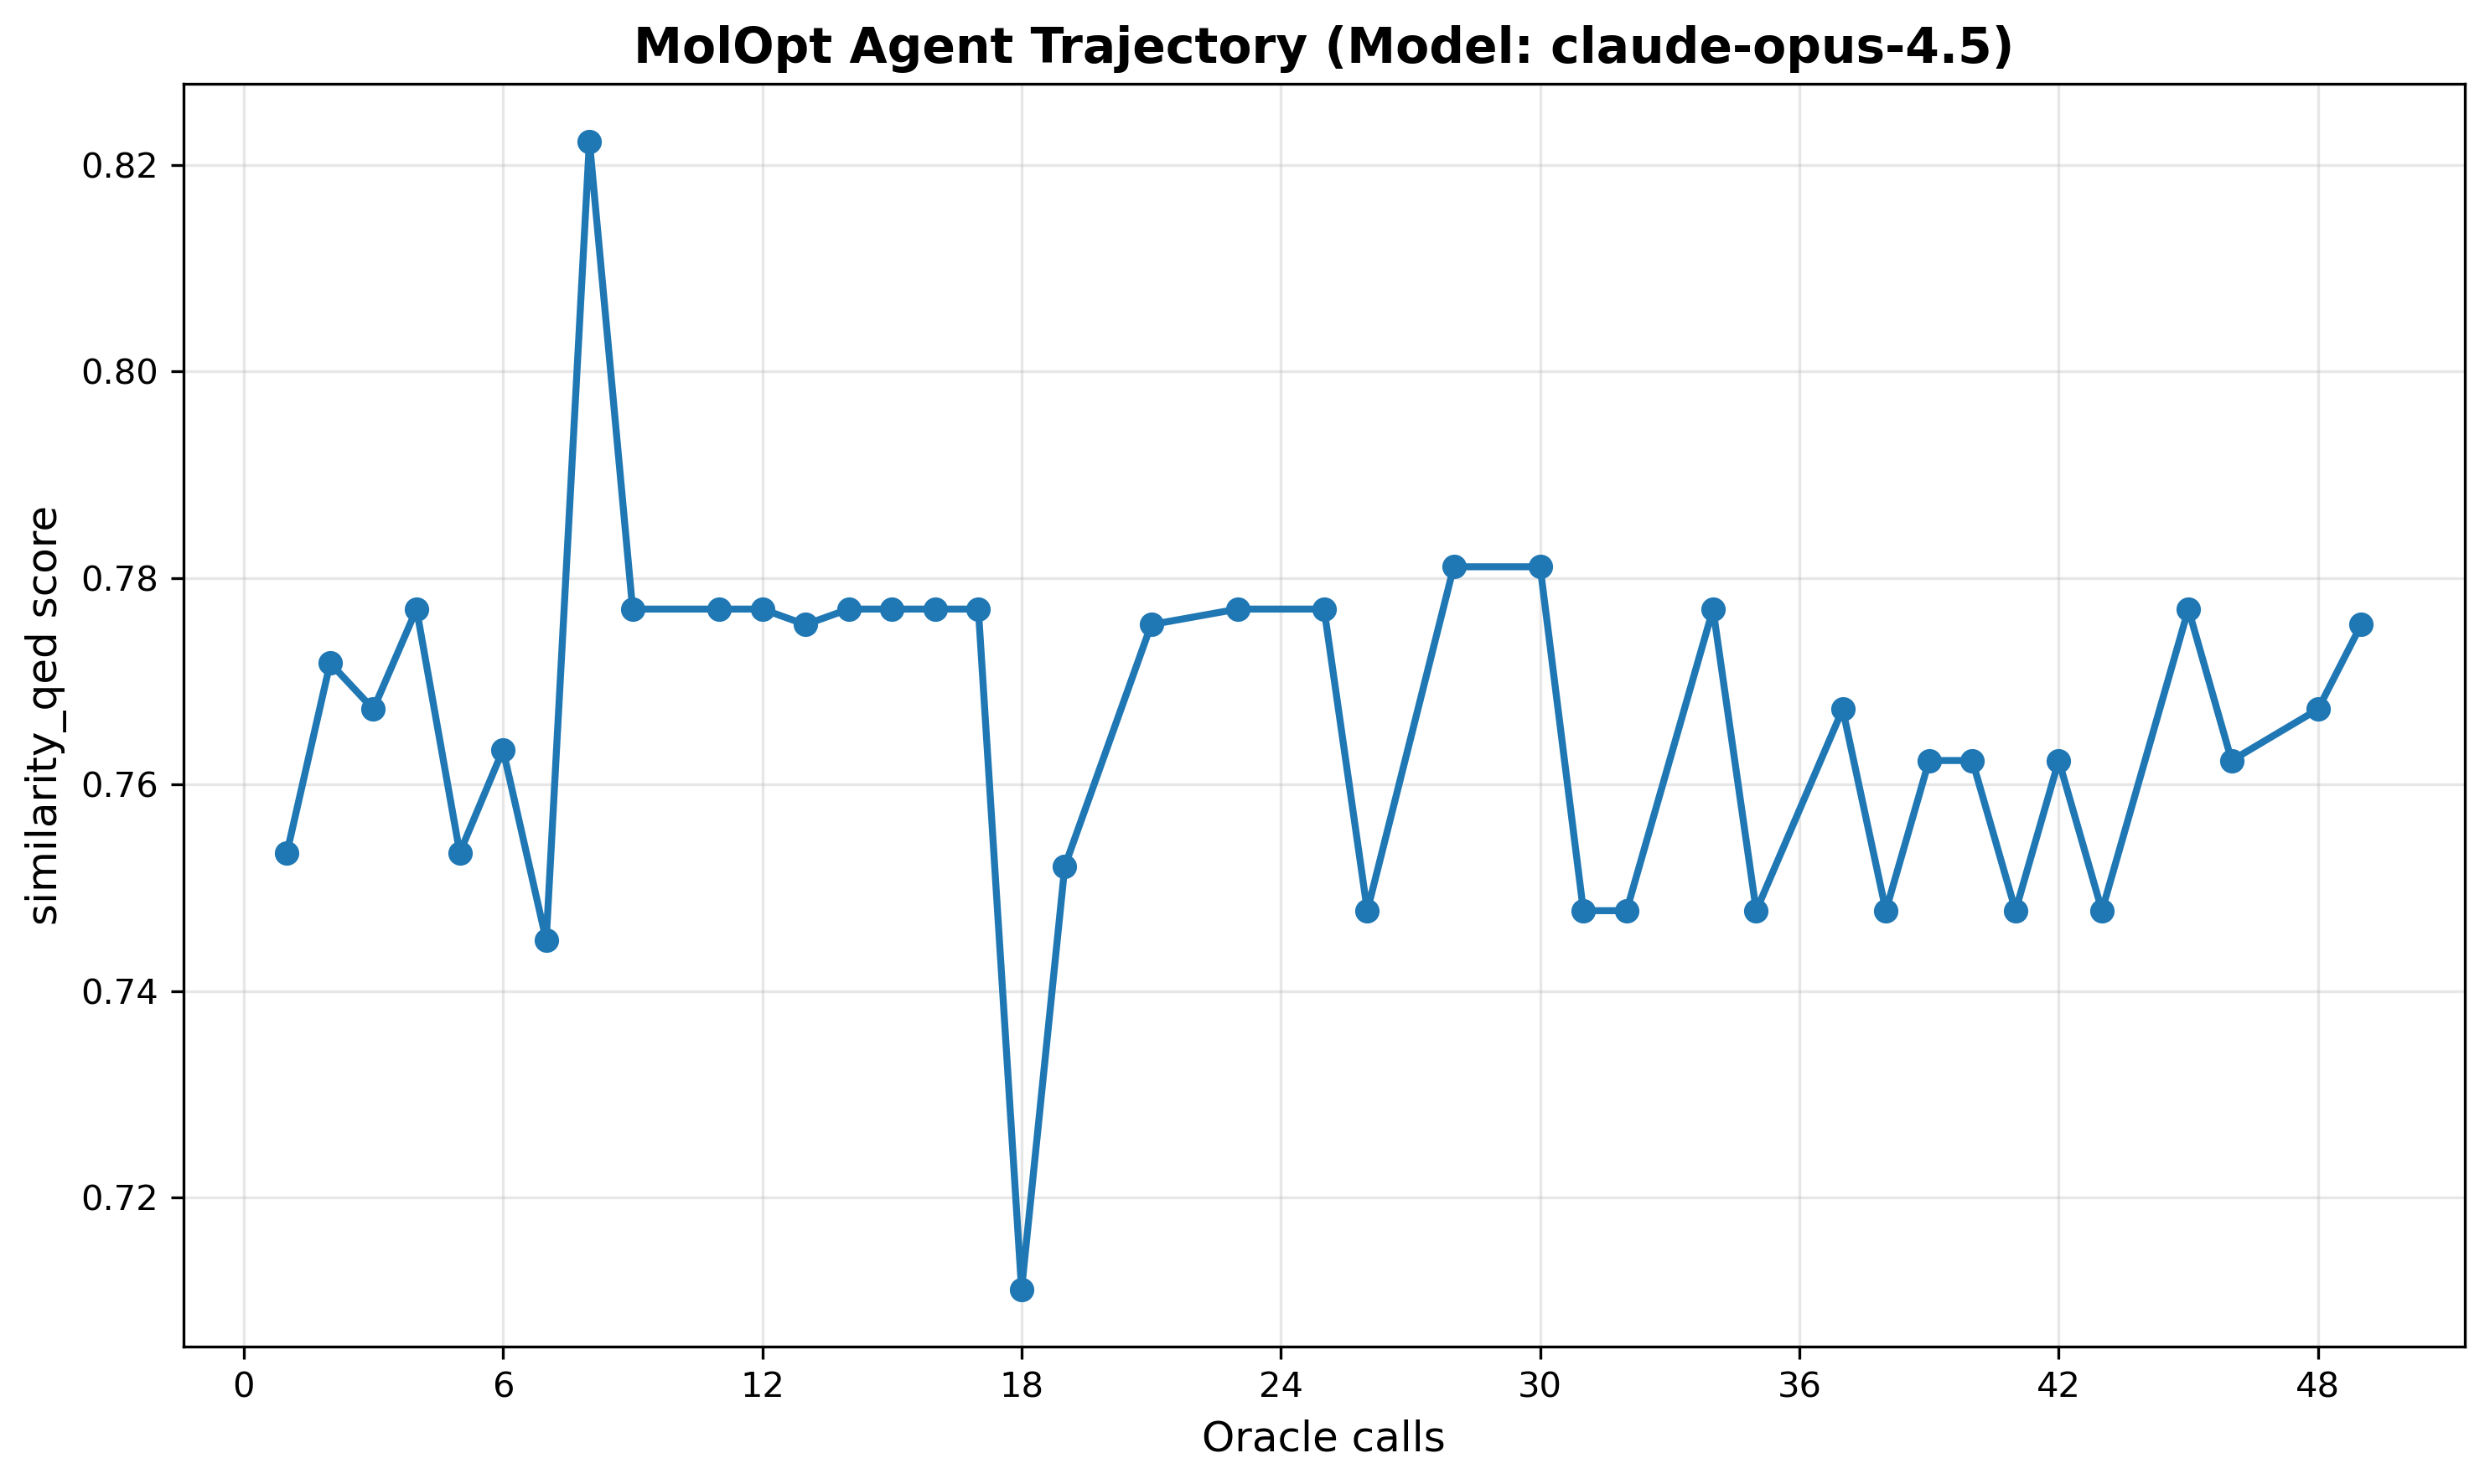 MolOpt Agent Trajectory (Model: claude-opus-4.5)
similarity_qed score
0.82
0.80
0.78
0.76
0.74
0.72
0 6 12 18 24 30 36 42 48
Oracle calls